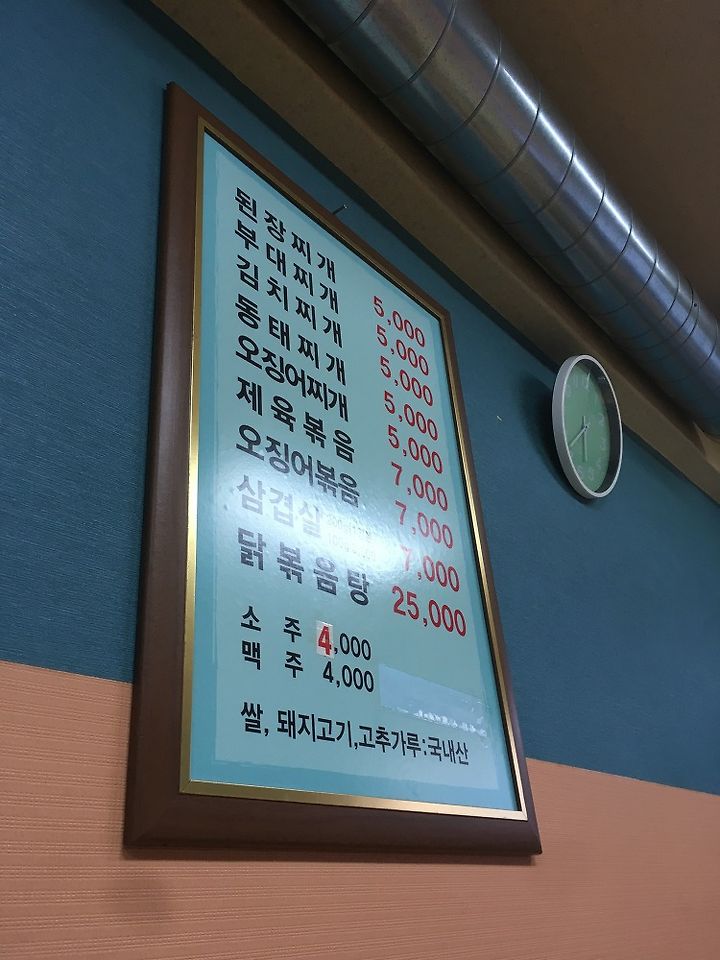 된장찌개 5,000
부대찌개 5,000
김치찌개 5,000
동태찌개 5,000
오징어찌개 5,000
제육볶음 7,000
오징어볶음 7,000
삼겹살 7,000
닭볶음탕 25,000
소주 4,000
맥주 4,000
쌀, 돼지고기,고추가루:국내산